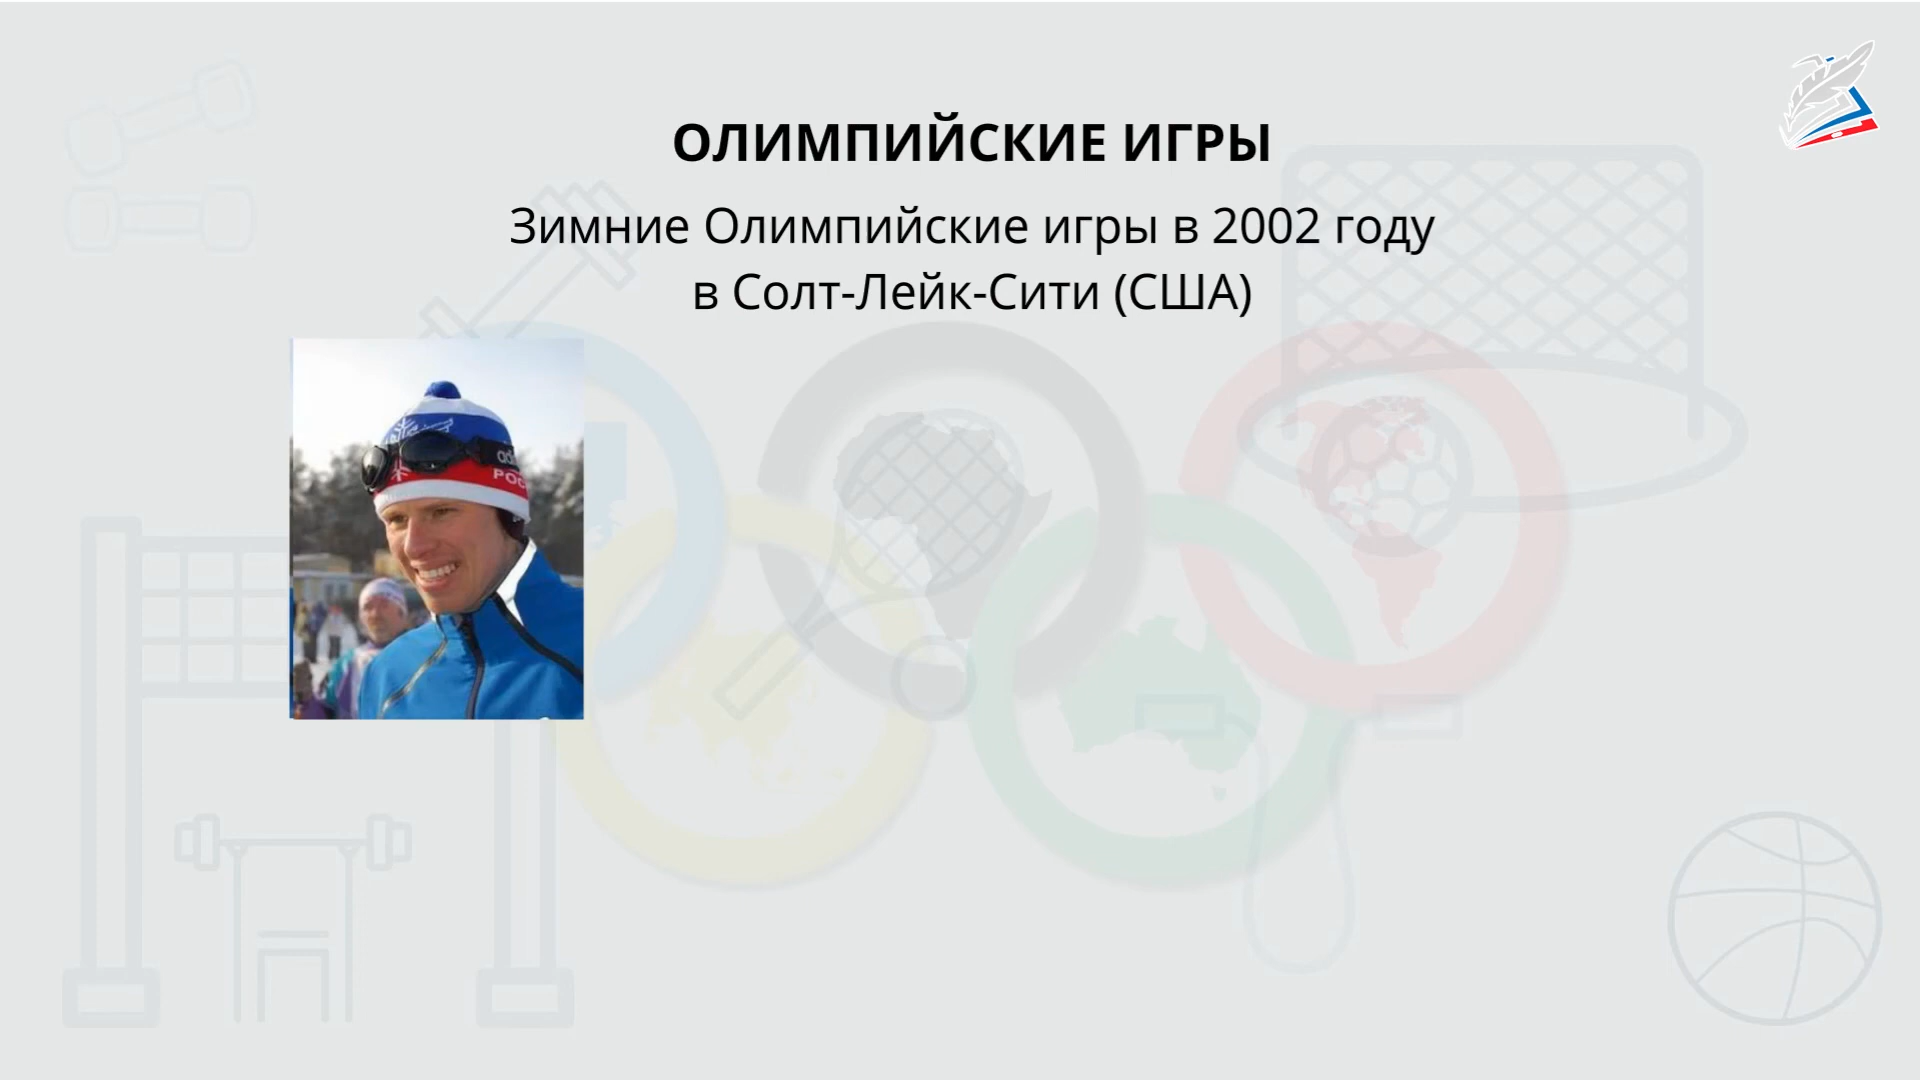 ОЛИМПИЙСКИЕ ИГРЫ
Зимние Олимпийские игры в 2002 году
в Солт-Лейк-Сити (США)